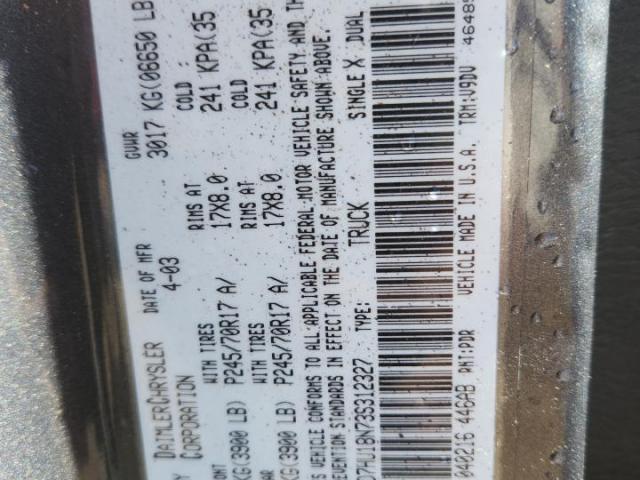 Y DAIMLERCHRYSLER CORPORATION
DATE OF MFR
4-03
GVWR
3017 KG(06650 LB
ONT
WITH TIRES
RIMS AT
COLD
KG(3900 LB) P245/70R17 A/
17X8.0
241 KPA(35
AR
WITH TIRES
RIMS AT
COLD
KG(3900 LB) P245/70R17 A/
17X8.0
241 KPA(35
S VEHICLE CONFORMS TO ALL APPLICABLE FEDERAL MOTOR VEHICLE SAFETY AND TH
EVENTION STANDARDS IN EFFECT ON THE DATE OF MANUFACTURE SHOWN ABOVE.
D7HU18N73S312327 TYPE: TRUCK SINGLE X DUAL
040216 446AB PNT:PDR VEHICLE MADE IN U.S.A. TRM:V9DV